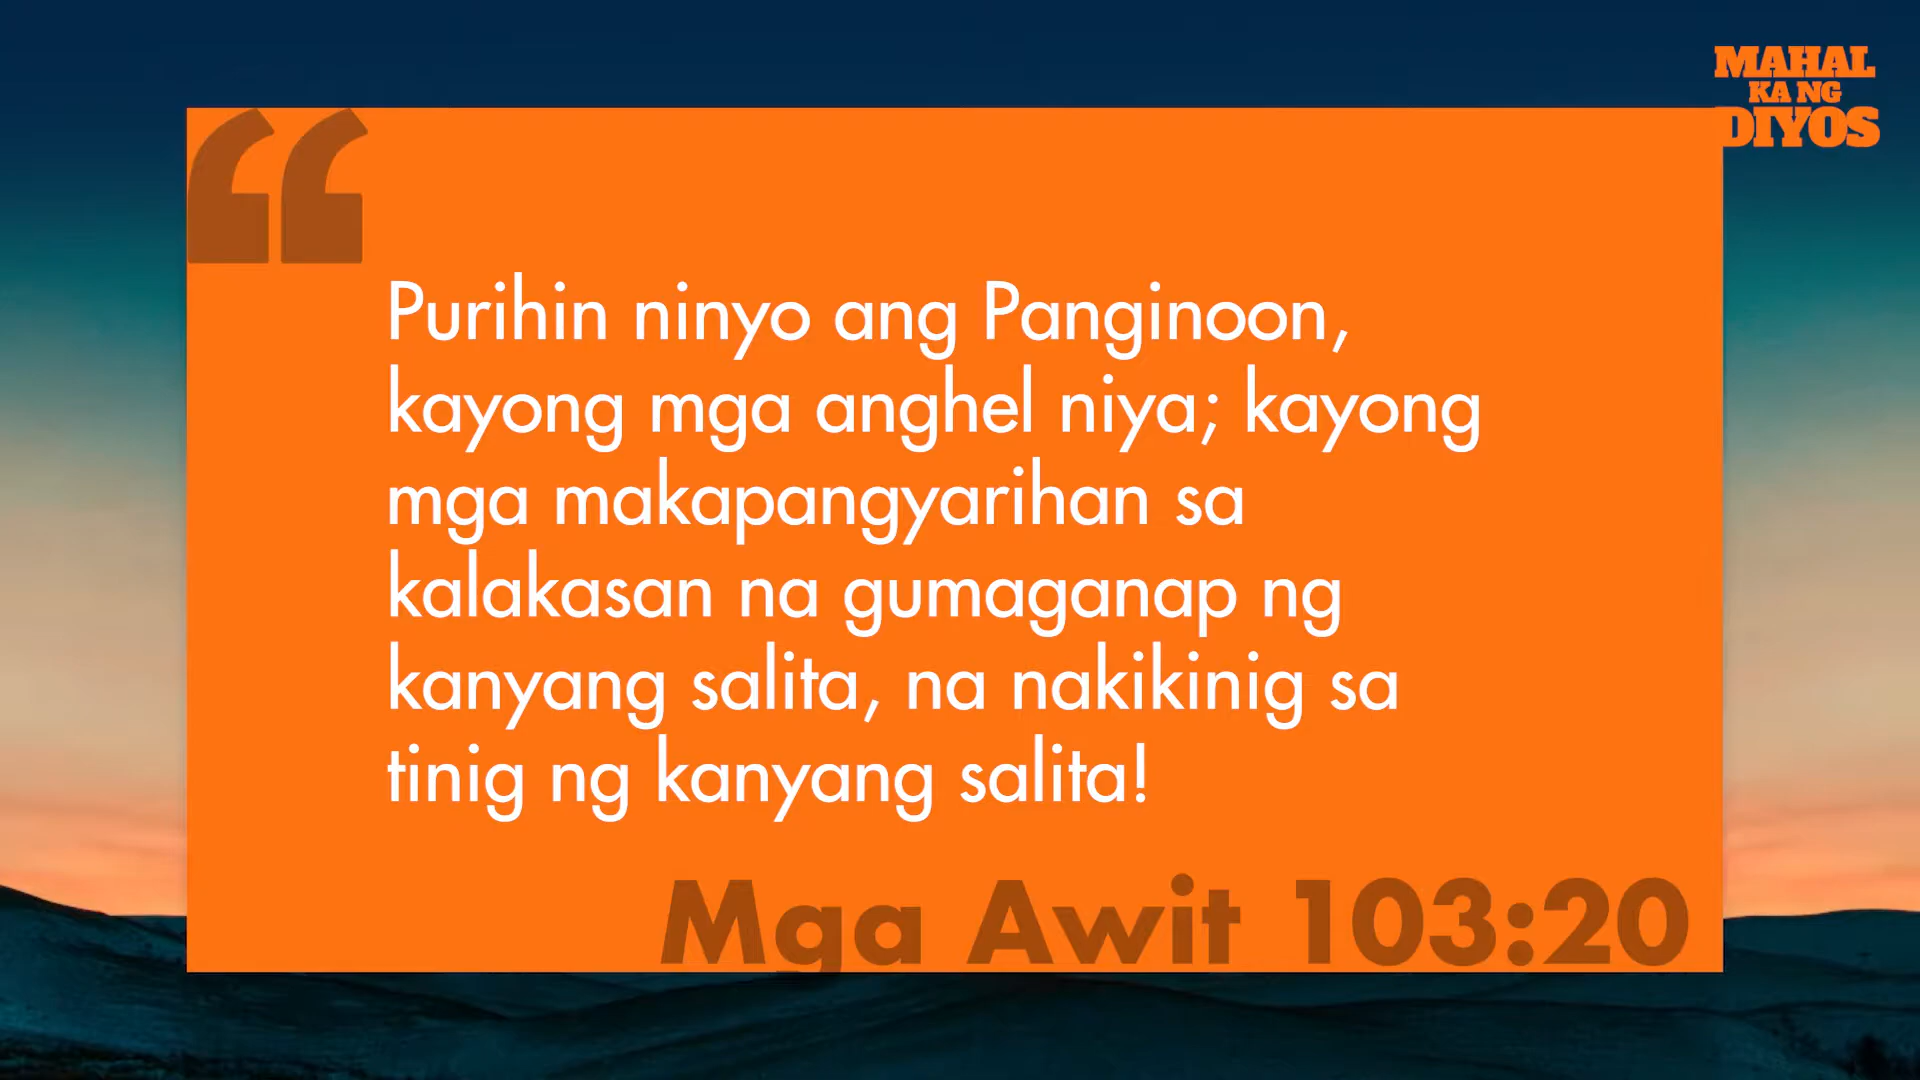 MAHAL
KA NG
DIYOS
Purihin ninyo ang Panginoon,
kayong mga anghel niya; kayong
mga makapangyarihan sa
kalakasan na gumaganap ng
kanyang salita, na nakikinig sa
tinig ng kanyang salita!
Mga Awit 103:20